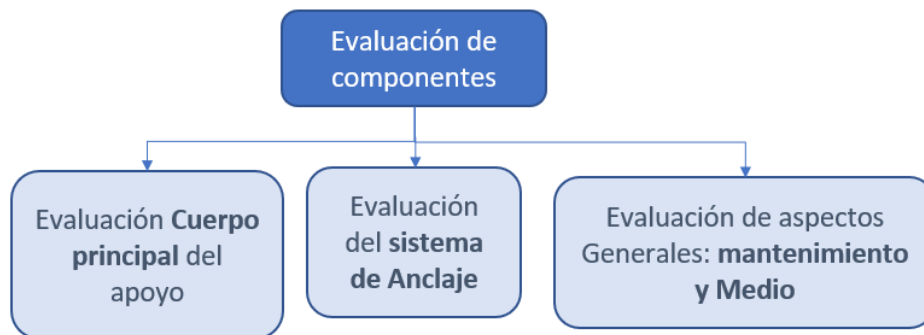 Evaluación de
componentes
Evaluación Cuerpo
principal del
apoyo
Evaluación
del sistema
de Anclaje
Evaluación de aspectos
Generales: mantenimiento
y Medio